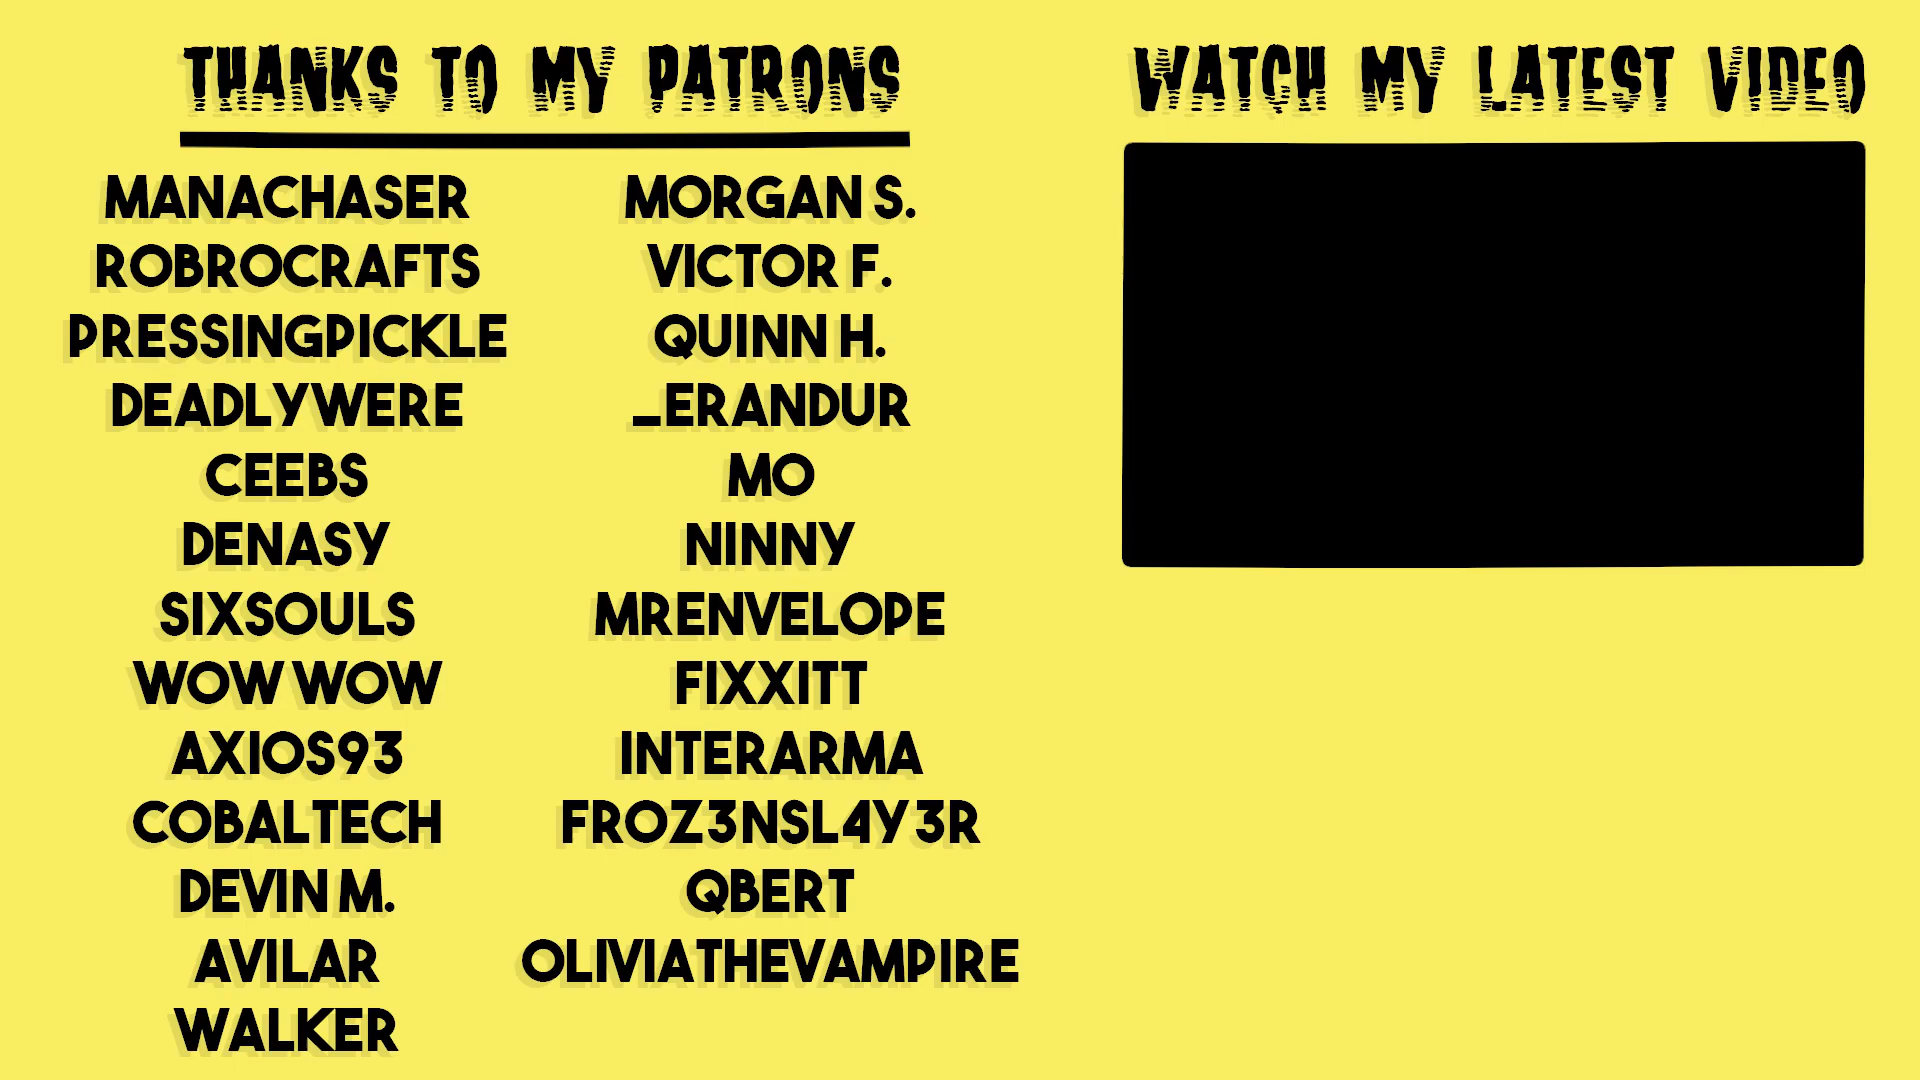 THANKS TO MY PATRONS
MANACHASER
ROBROCRAFTS
PRESSINGPICKLE
DEADLYWERE
CEEBS
DENASY
SIXSOULS
WOW WOW
AXIOS93
COBALTECH
DEVIN M.
AVILAR
WALKER
MORGAN S.
VICTOR F.
QUINN H.
_ERANDUR
MO
NINNY
MRENVELOPE
FIXXITT
INTERARMA
FROZ3NSL4Y3R
QBERT
OLIVIATHEVAMPIRE
WATCH MY LATEST VIDEO